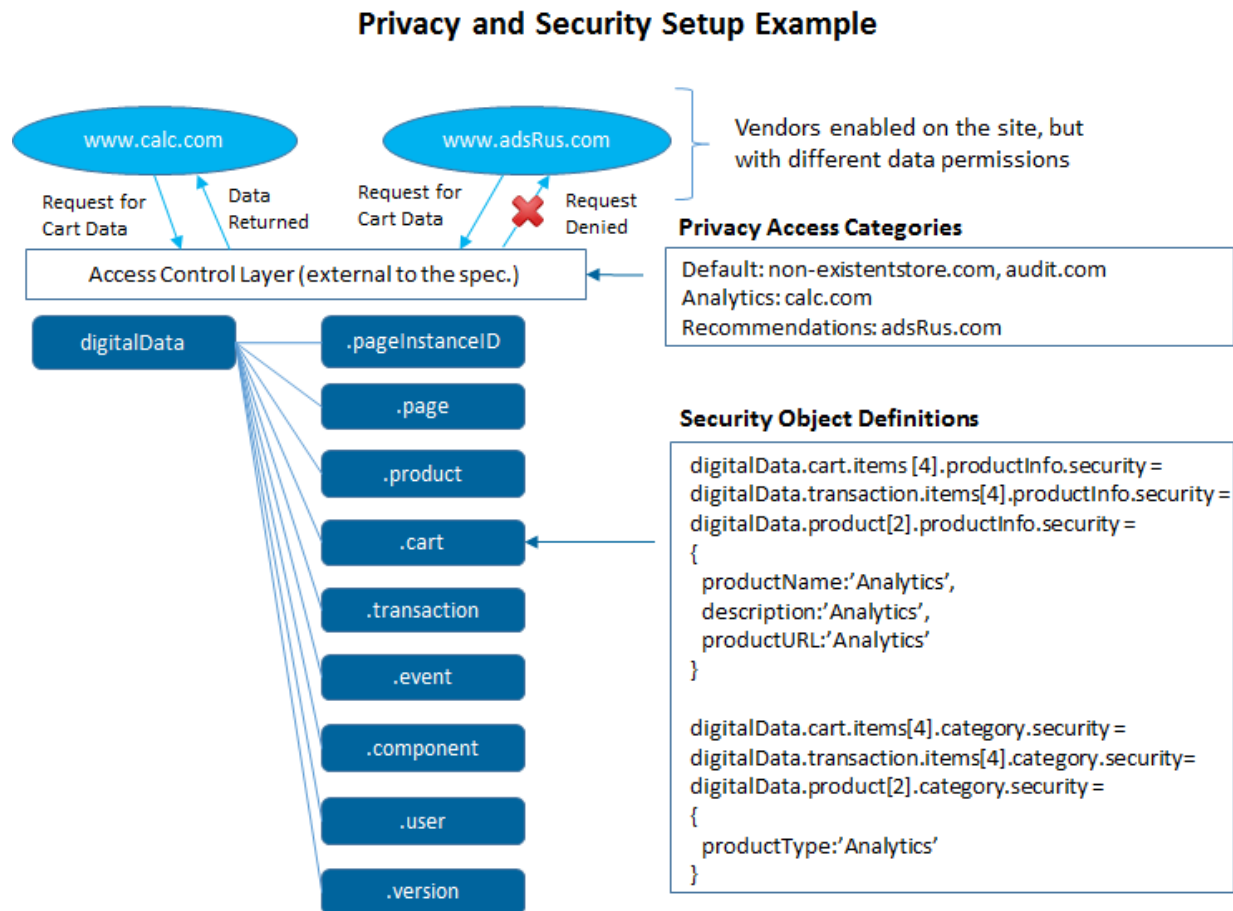 Privacy and Security Setup Example
www.calc.com
www.adsRus.com
Vendors enabled on the site, but
with different data permissions
Request for
Cart Data
Data
Returned
Request for
Cart Data
Request
Denied
Privacy Access Categories
Access Control Layer (external to the spec.)
Default: non-existentstore.com, audit.com
Analytics: calc.com
Recommendations: adsRus.com
digitalData
.pageInstanceID
.page
.product
.cart
.transaction
.event
.component
.user
.version
Security Object Definitions
digitalData.cart.items [4].productInfo.security =
digitalData.transaction.items[4].productInfo.security =
digitalData.product[2].productInfo.security =
{
productName:’Analytics’,
description:’Analytics’,
productURL:’Analytics’
}
digitalData.cart.items[4].category.security =
digitalData.transaction.items[4].category.security=
digitalData.product[2].category.security =
{
productType:’Analytics’
}